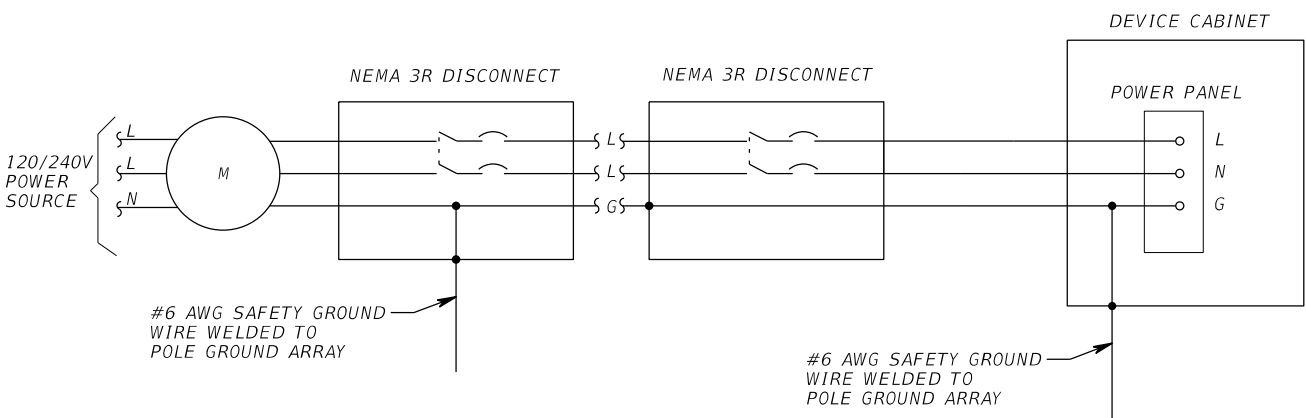 DEVICE CABINET
NEMA 3R DISCONNECT
NEMA 3R DISCONNECT
POWER PANEL
120/240V
POWER
SOURCE
L
L
N
M
L
L
G
L
N
G
#6 AWG SAFETY GROUND
WIRE WELDED TO
POLE GROUND ARRAY
#6 AWG SAFETY GROUND
WIRE WELDED TO
POLE GROUND ARRAY